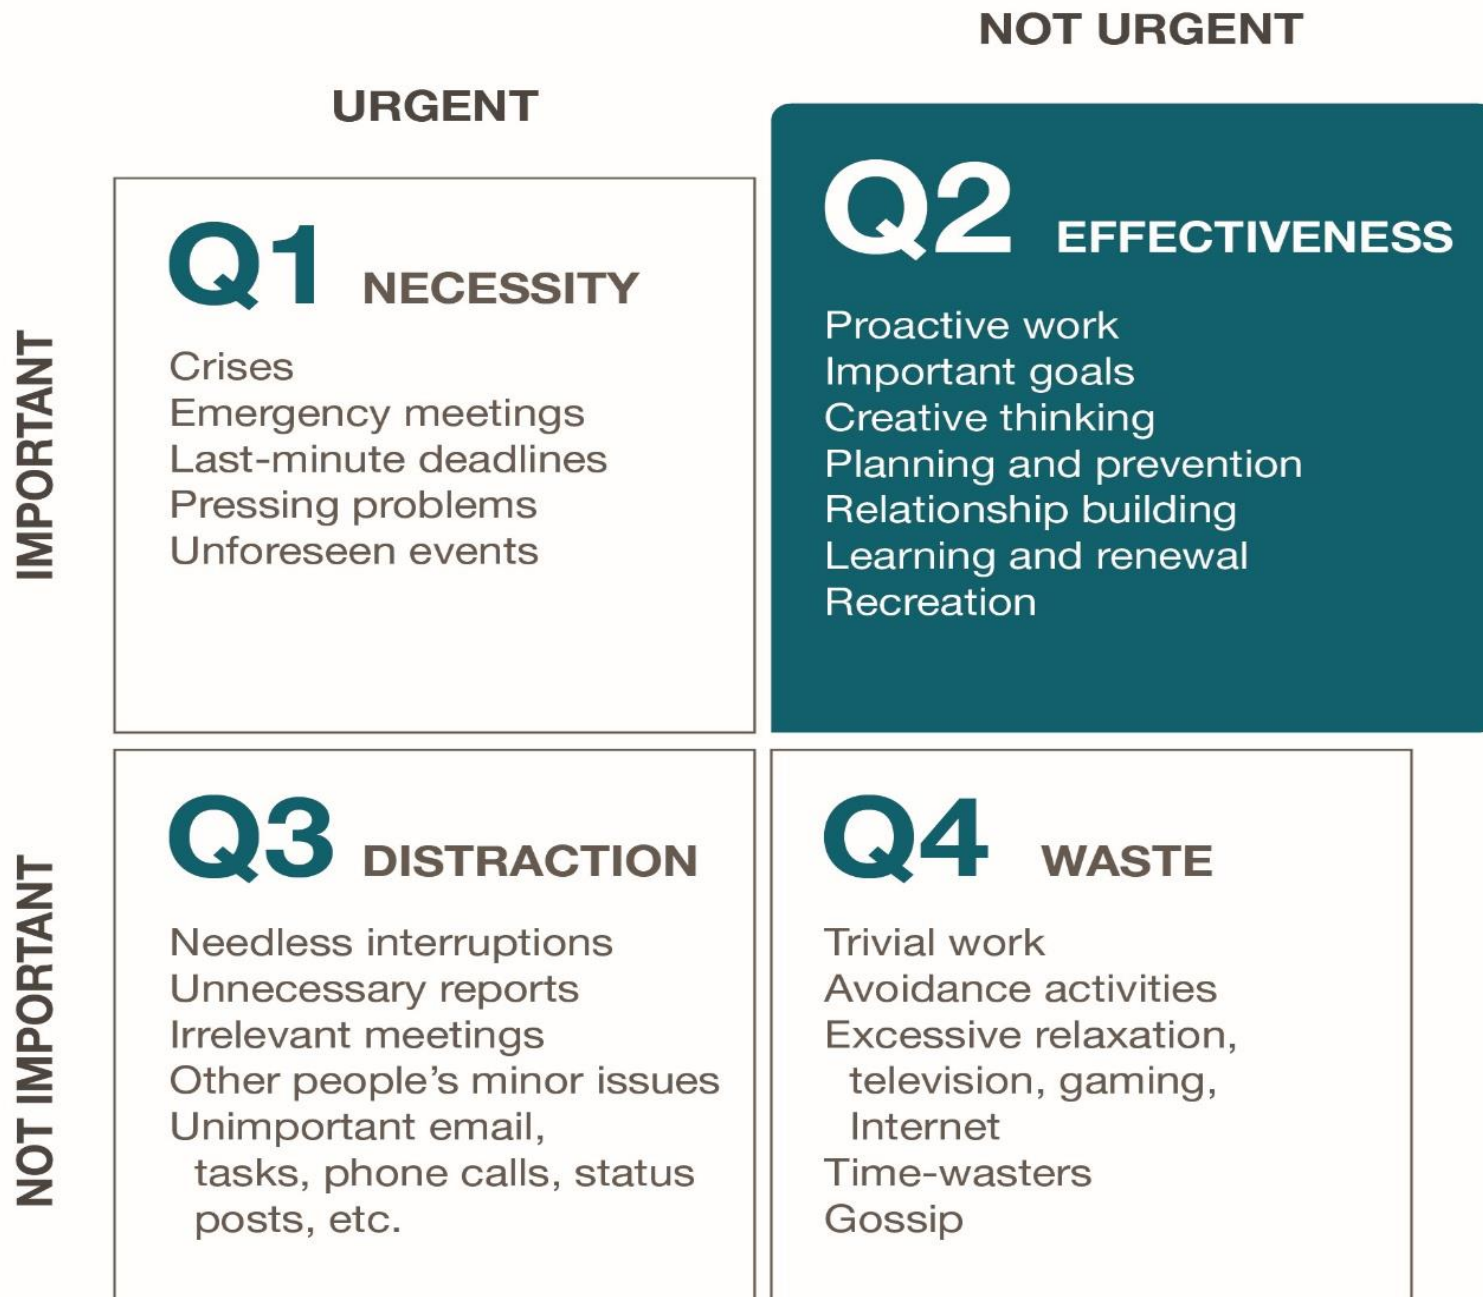 NOT URGENT
URGENT
IMPORTANT
Q1 NECESSITY
Crises
Emergency meetings
Last-minute deadlines
Pressing problems
Unforeseen events
Q2 EFFECTIVENESS
Proactive work
Important goals
Creative thinking
Planning and prevention
Relationship building
Learning and renewal
Recreation
NOT IMPORTANT
Q3 DISTRACTION
Needless interruptions
Unnecessary reports
Irrelevant meetings
Other people’s minor issues
Unimportant email,
tasks, phone calls, status
posts, etc.
Q4 WASTE
Trivial work
Avoidance activities
Excessive relaxation,
television, gaming,
Internet
Time-wasters
Gossip